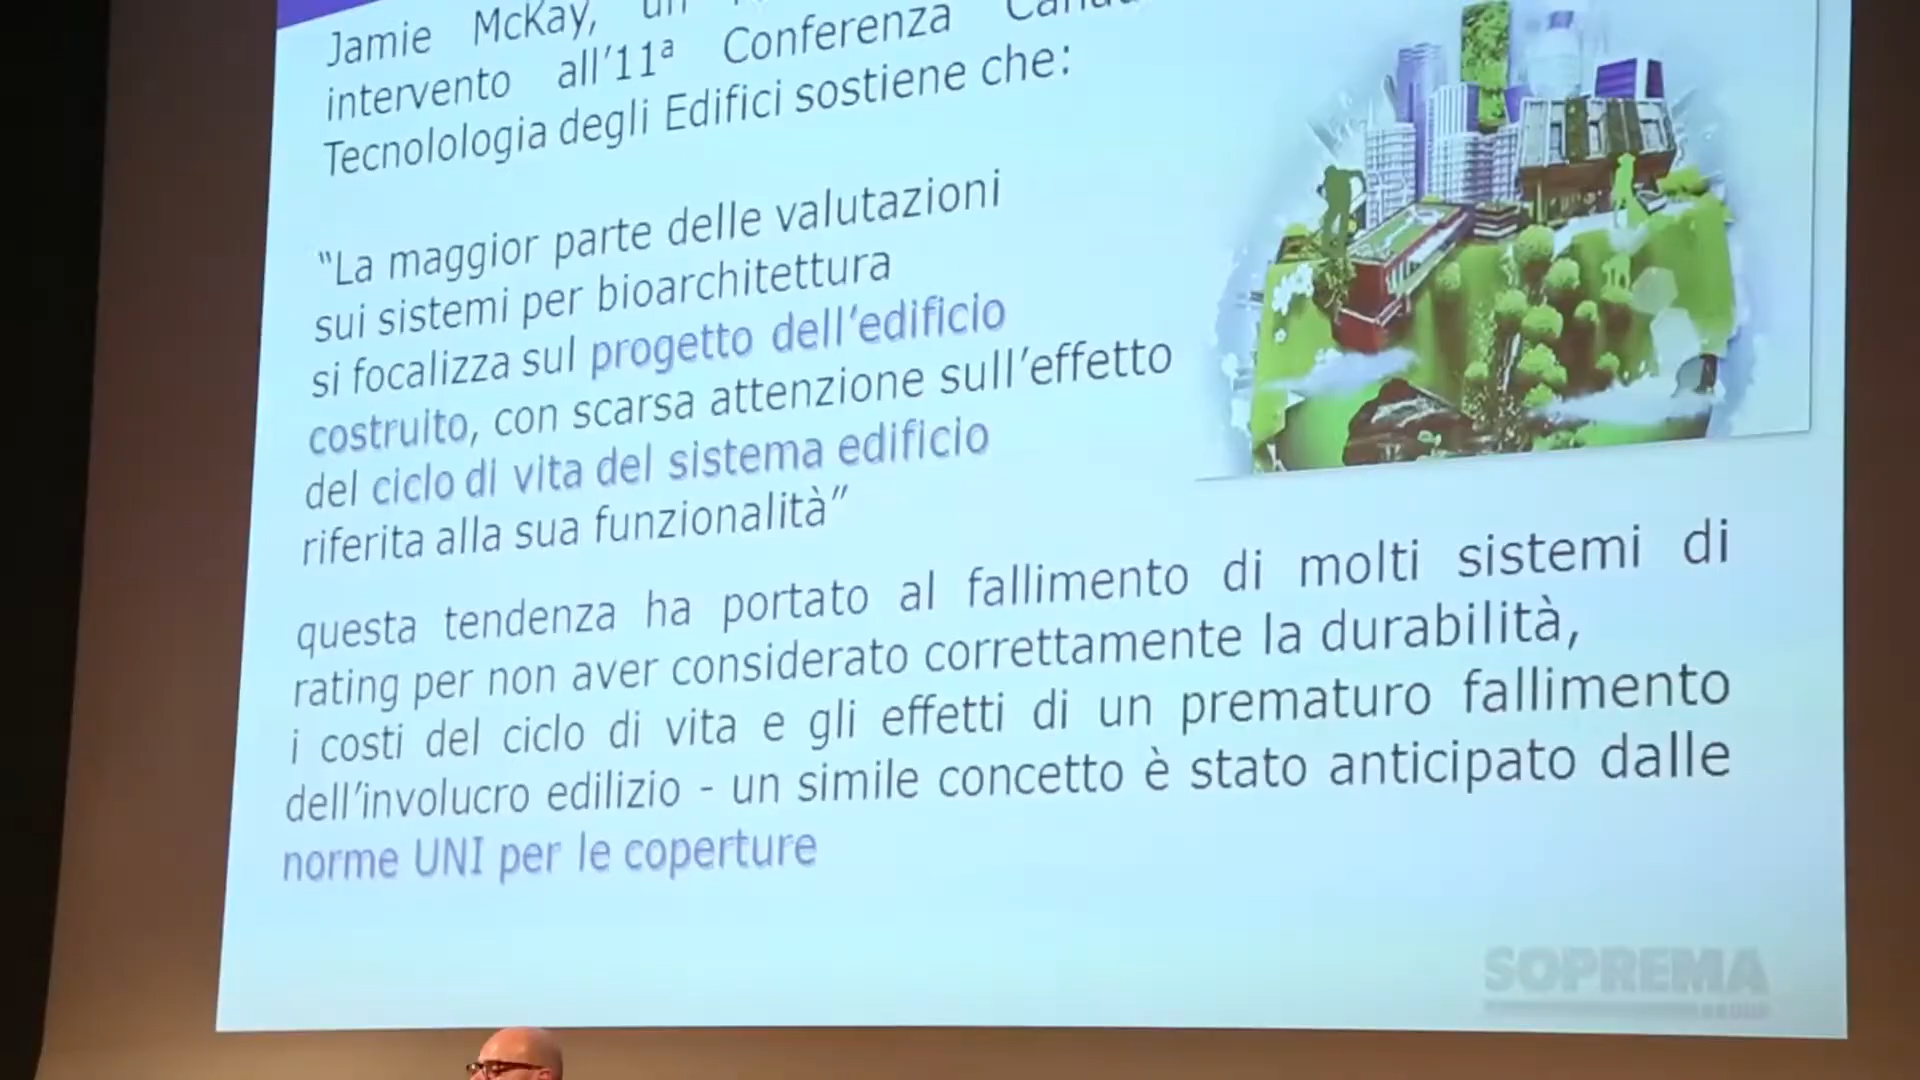 Jamie McKay, un
intervento all'11ª Conferenza
Tecnolologia degli Edifici sostiene che:
“La maggior parte delle valutazioni
sui sistemi per bioarchitettura
si focalizza sul progetto dell'edificio
costruito, con scarsa attenzione sull'effetto
del ciclo di vita del sistema edificio
riferita alla sua funzionalità”
questa tendenza ha portato al fallimento di molti sistemi di
rating per non aver considerato correttamente la durabilità,
i costi del ciclo di vita e gli effetti di un prematuro fallimento
dell'involucro edilizio - un simile concetto è stato anticipato dalle
norme UNI per le coperture
SOPREMA